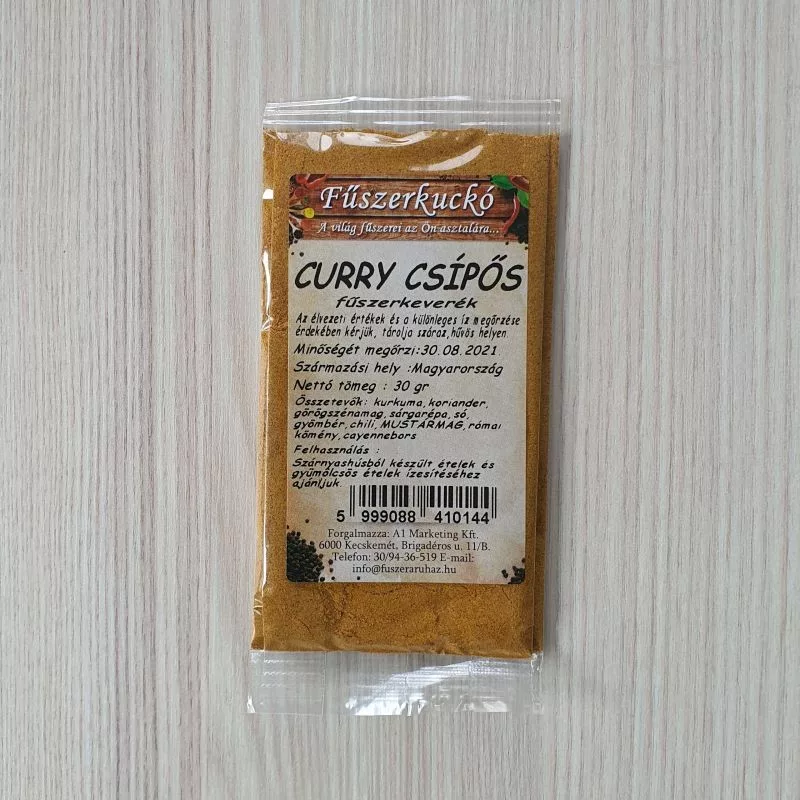 Fűszerkuckó
A világ fűszerei az Ön asztalára...
CURRY CSÍPŐS
fűszerkeverék
Az élvezeti értékek és a különleges íz megőrzése
érdekében kérjük, tárolja száraz,hűvös helyen.
Minőségét megőrzi:30.08.2021.
Származási hely :Magyarország
Nettó tömeg : 30 gr
Összetevők: kurkuma,koriander,
görögszénamag,sárgarépa,só,
gyömbér,chili,MUSTÁRMAG,római
kömény,cayennebors
Felhasználás :
Szárnyashúsból készült ételek és
gyümölcsös ételek ízesítéséhez
ajánljuk.
5 999088 410144
Forgalmazza: A1 Marketing Kft.
6000 Kecskemét, Brigadéros u. 11/B.
Telefon: 30/94-36-519 E-mail:
info@fuszeraruhaz.hu